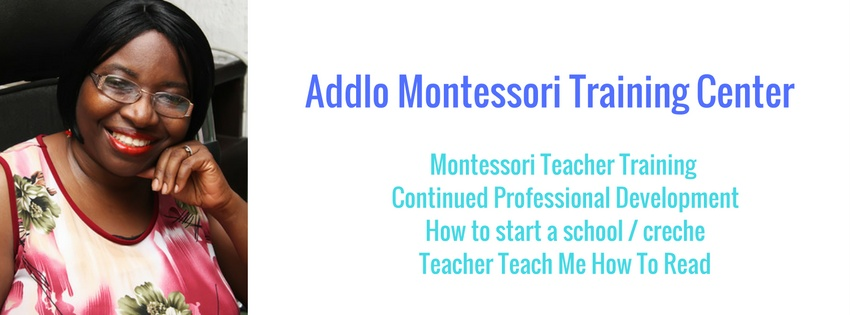 Addlo Montessori Training Center
Montessori Teacher Training
Continued Professional Development
How to start a school / creche
Teacher Teach Me How To Read